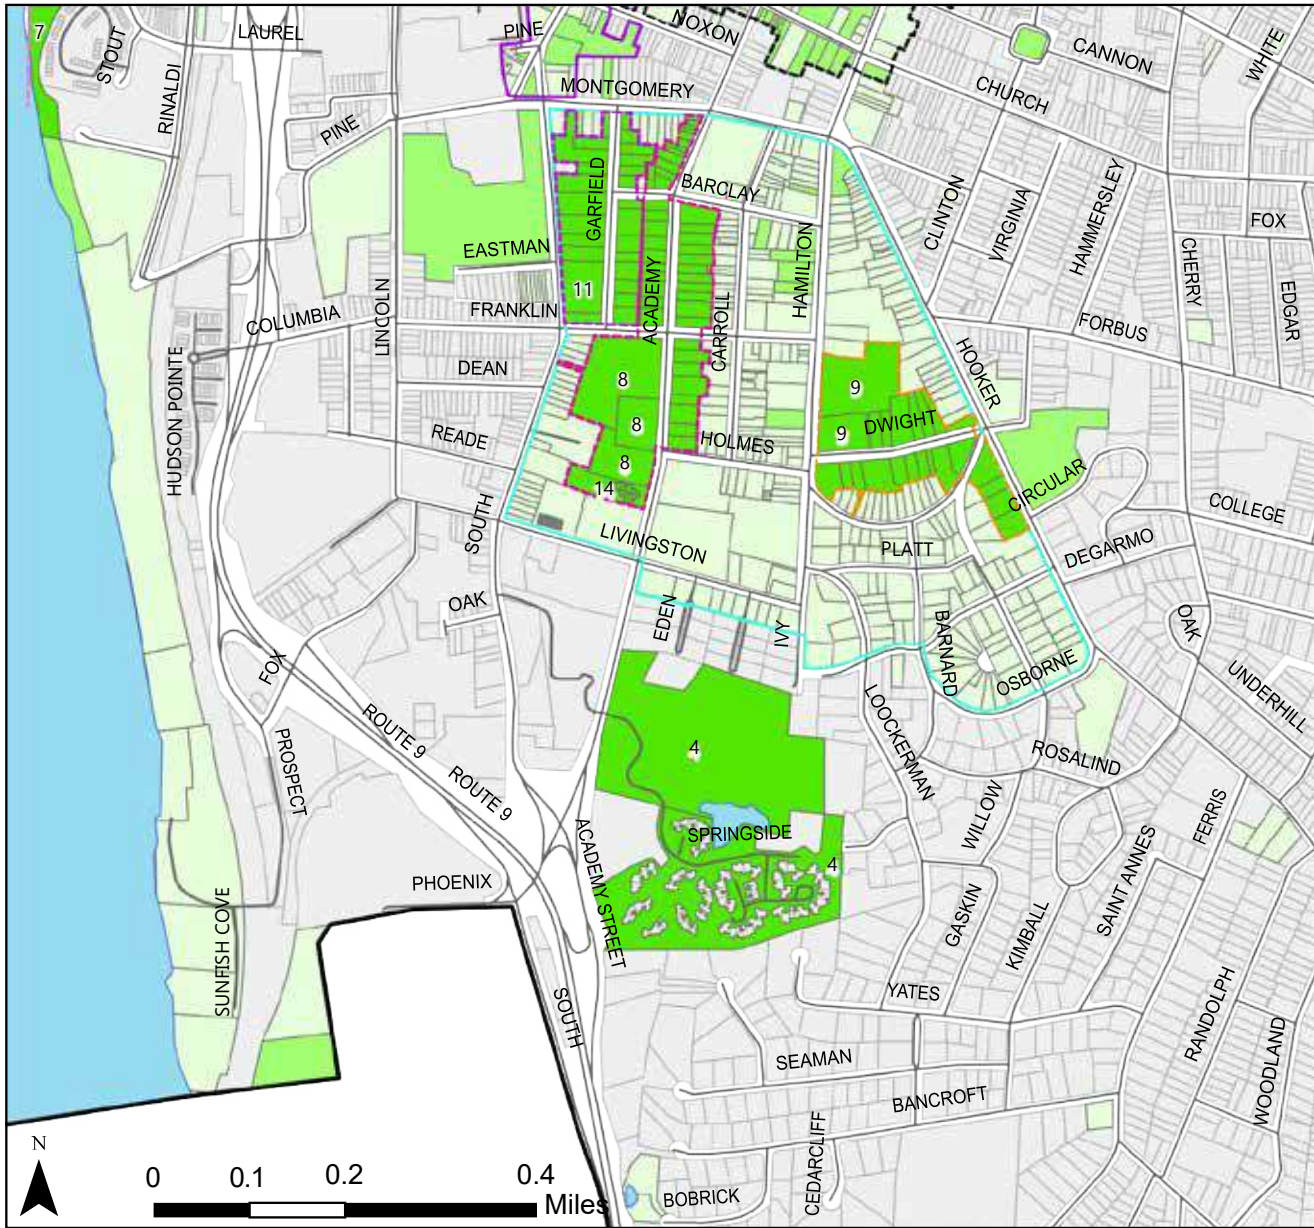 7
STOUT
LAUREL
RINALDI
PINE
NOXON
MONTGOMERY
CANNON
WHITE
CHURCH
PINE
GARFIELD
BARCLAY
CLINTON
VIRGINIA
HAMMERSLEY
FOX
EASTMAN
ACADEMY
HAMILTON
CHERRY
EDGAR
11
FRANKLIN
COLUMBIA
LINCOLN
CARROLL
FORBUS
HOOKER
HUDSON POINTE
DEAN
8
9
READE
8
9
DWIGHT
HOLMES
8
14
CIRCULAR
COLLEGE
SOUTH
LIVINGSTON
PLATT
DEGARMO
OAK
EDEN
IVY
BARNARD
OAK
OSBORNE
UNDERHILL
FOX
LOOCKERMAN
ROUTE 9
4
ROSALIND
PROSPECT
ROUTE 9
SPRINGSIDE
WILLOW
FERRIS
4
SAINT ANNES
PHOENIX
ACADEMY STREET
GASKIN
KIMBALL
SUNFISH COVE
YATES
RANDOLPH
SOUTH
SEAMAN
WOODLAND
BANCROFT
CEDARCLIFF
BOBRICK
N
0 0.1 0.2 0.4
Miles